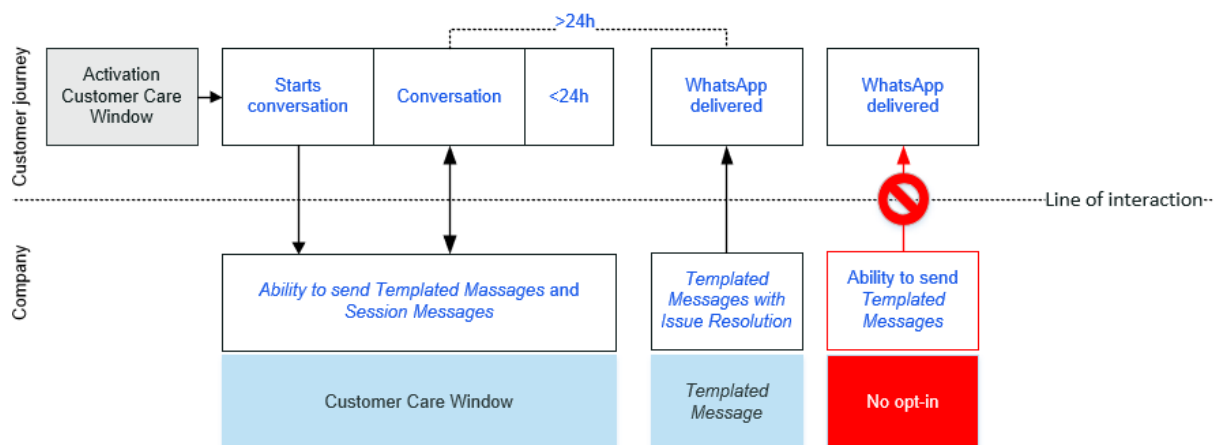 >24h
Customer journey
Activation
Customer Care
Window
Starts
conversation
Conversation
<24h
WhatsApp
delivered
WhatsApp
delivered
Line of interaction
Company
Ability to send Templated Massages and
Session Messages
Templated
Messages with
Issue Resolution
Ability to send
Templated
Messages
Customer Care Window
Templated
Message
No opt-in